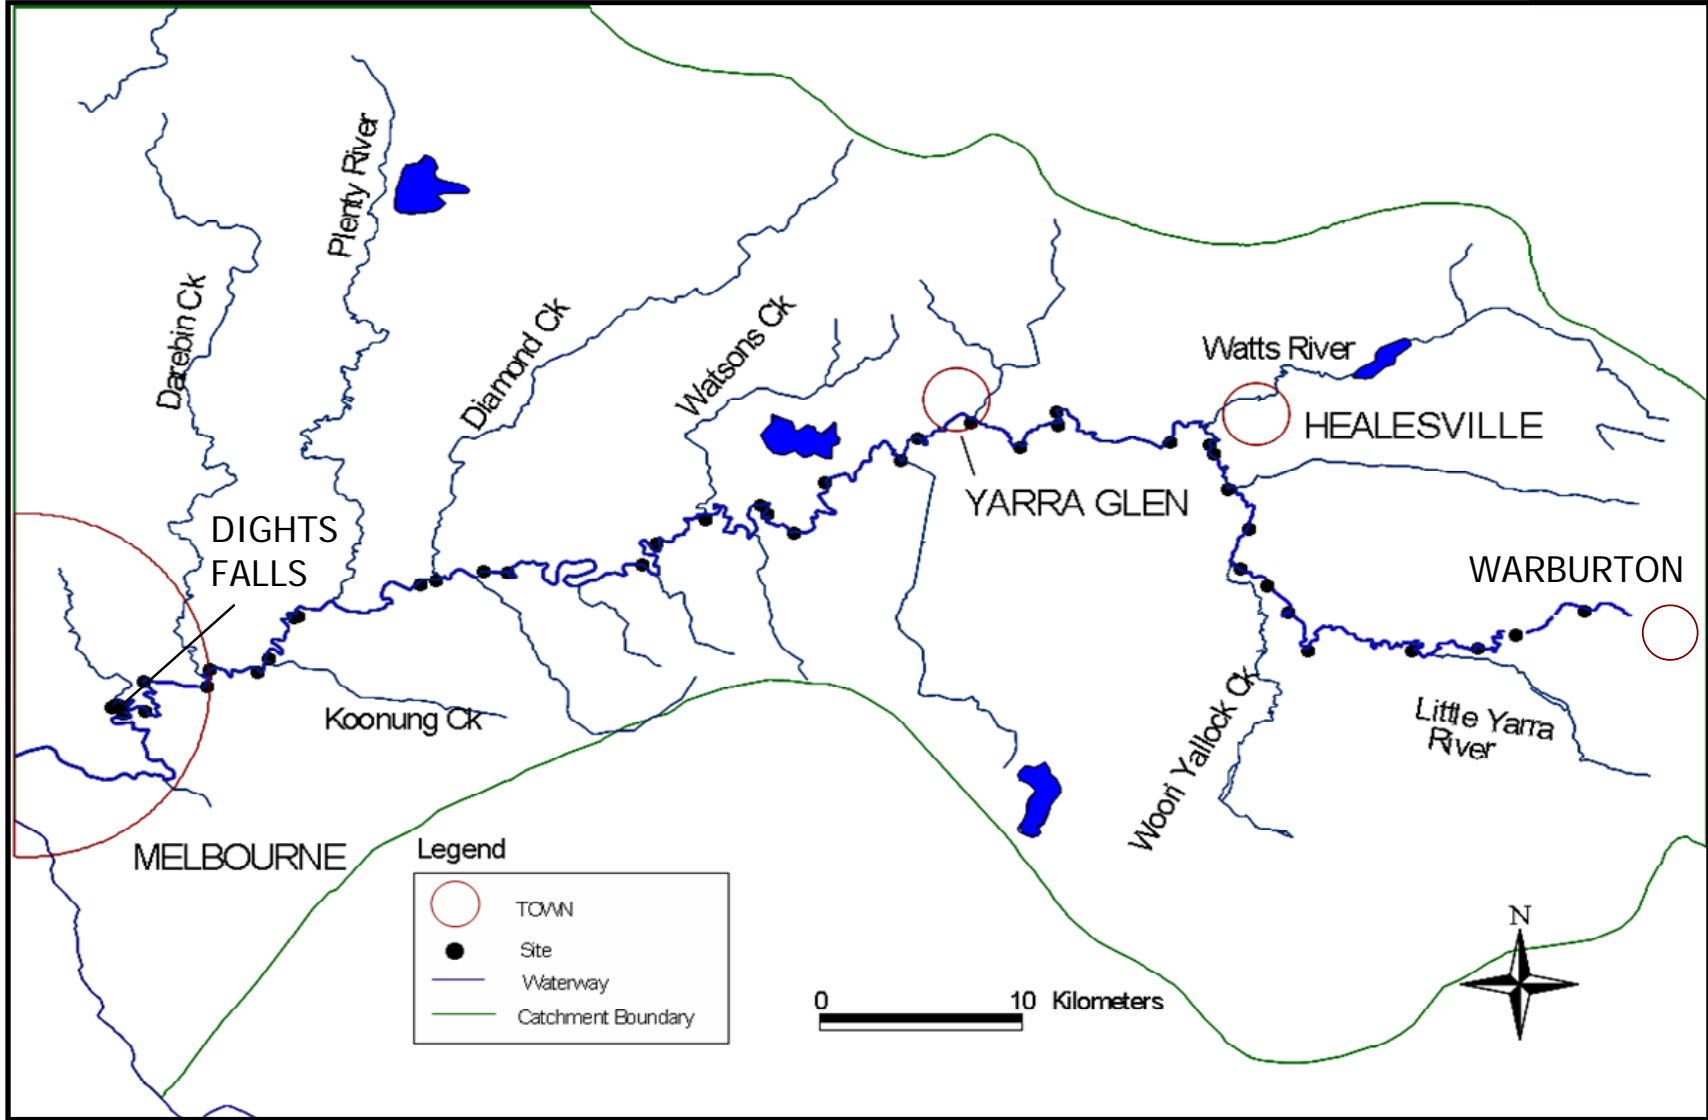 Plenty River
Darebin Ck
Diamond Ck
Watsons Ck
Watts River
HEALESVILLE
YARRA GLEN
DIGHTS
FALLS
WARBURTON
Koonung Ck
Woori Yallock Ck
Little Yarra
River
MELBOURNE
Legend
TOWN
Site
Waterway
Catchment Boundary
0 10 Kilometers
N